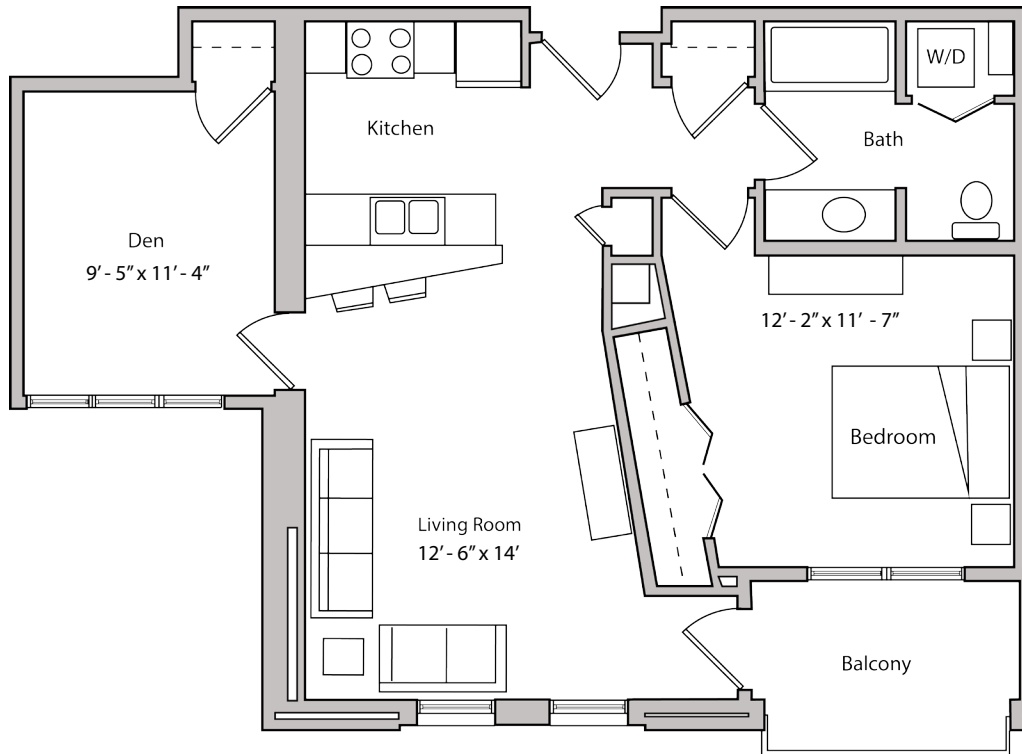 W/D
Kitchen
Bath
Den
9’ - 5” x 11’ - 4”
12’ - 2” x 11’ - 7”
Bedroom
Living Room
12’ - 6” x 14’
Balcony